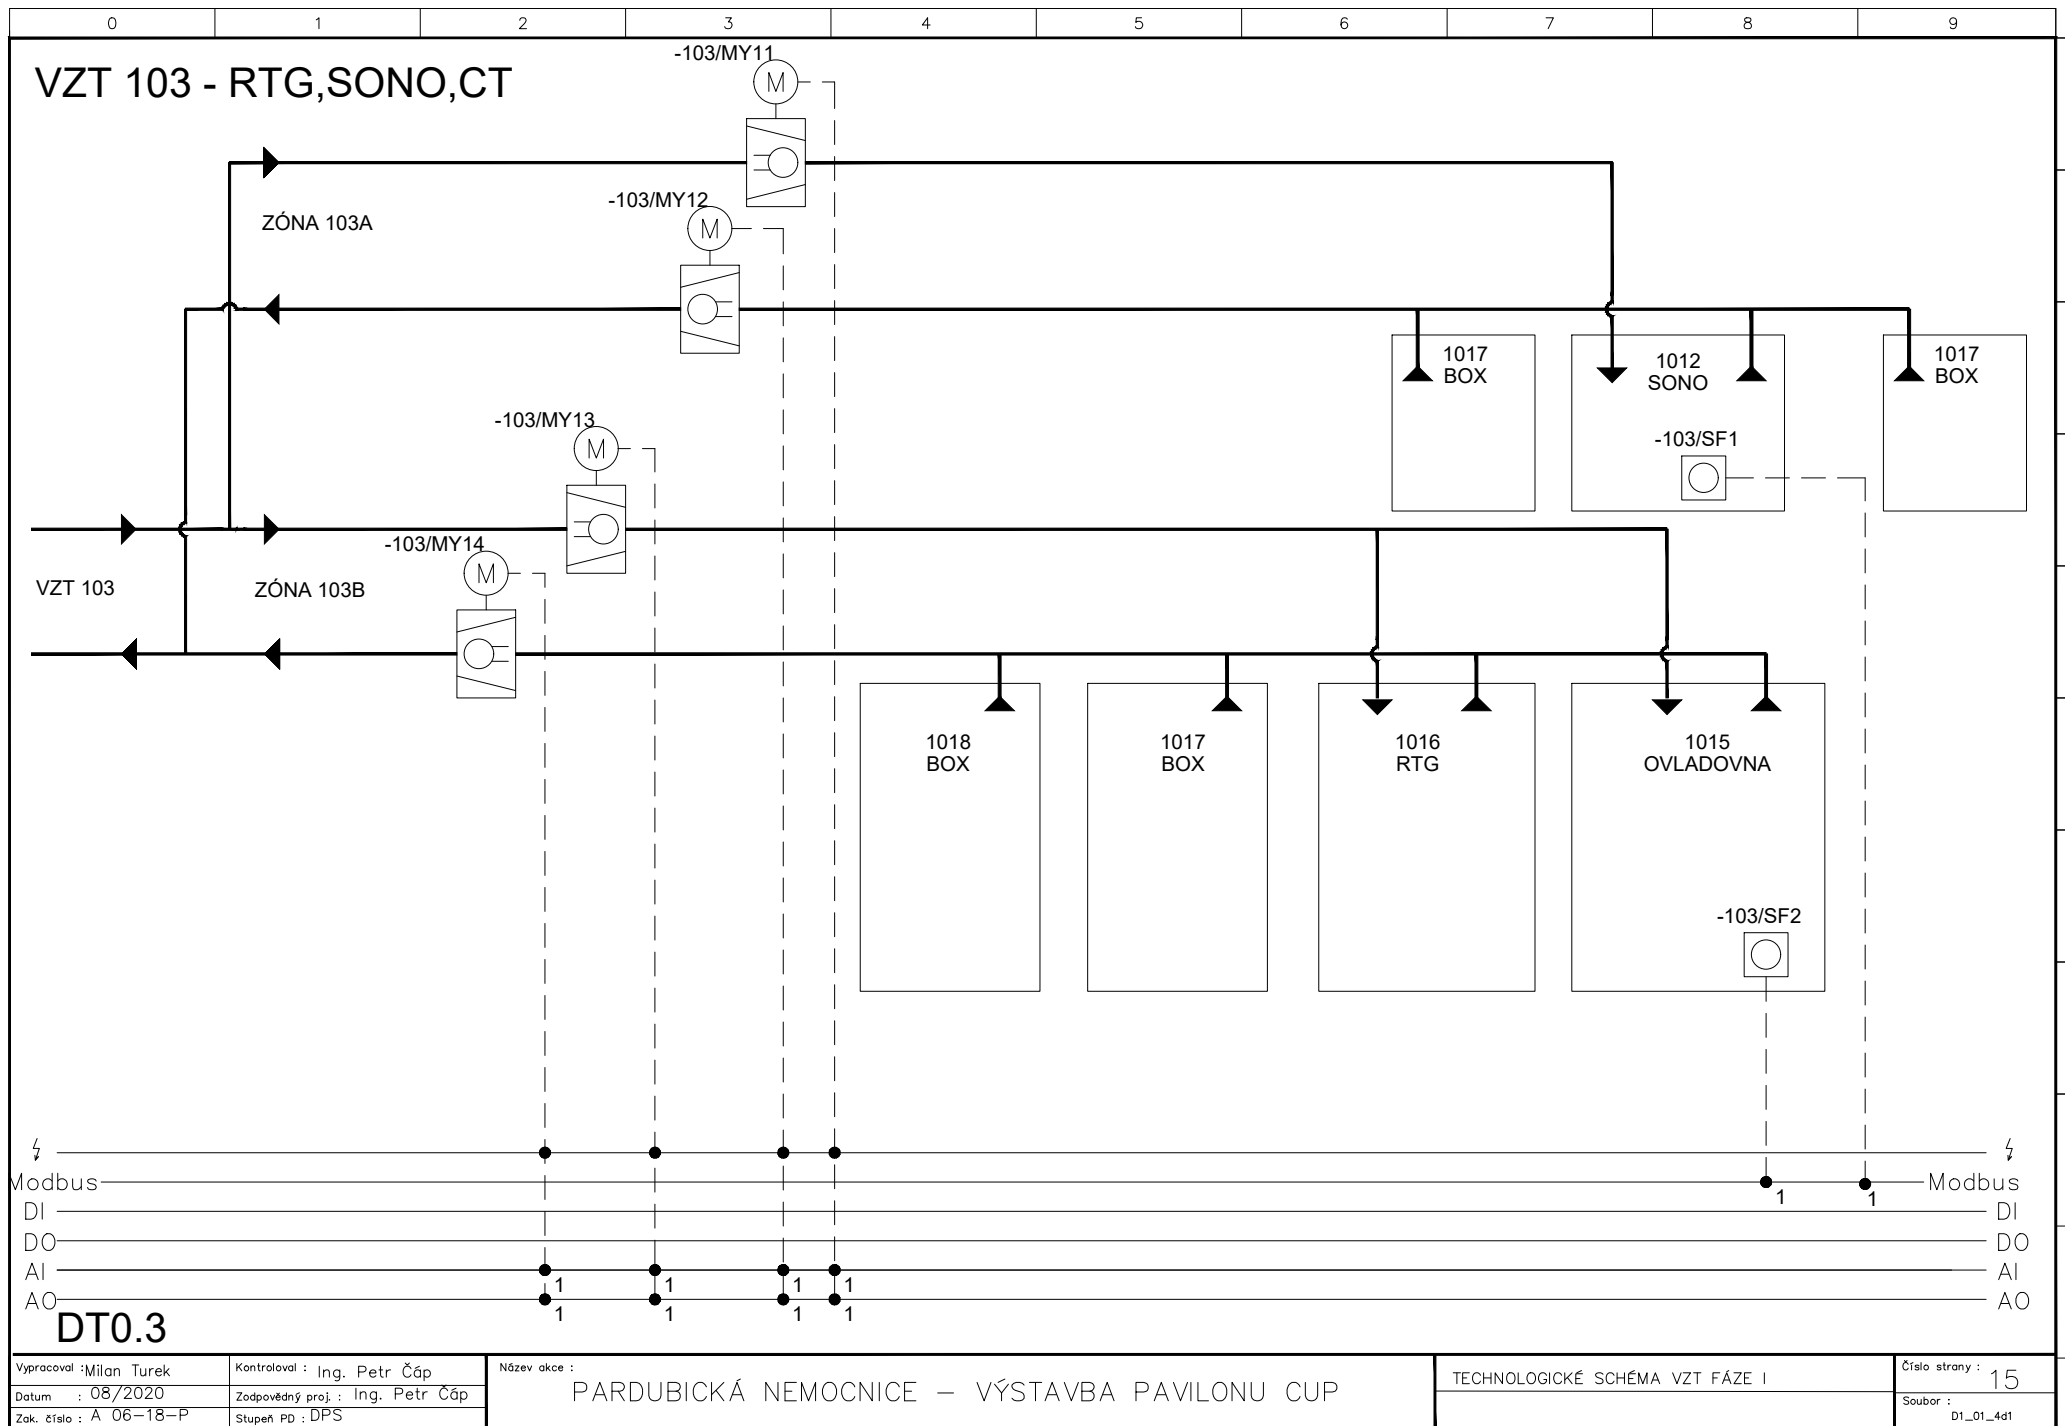 0 1 2 3 4 5 6 7 8 9
VZT 103 - RTG,SONO,CT
-103/MY11
M
-103/MY12
M
ZÓNA 103A
1017
BOX
1012
SONO
1017
BOX
-103/MY13
M
-103/SF1
-103/MY14
M
VZT 103
ZÓNA 103B
1018
BOX
1017
BOX
1016
RTG
1015
OVLADOVNA
-103/SF2
Modbus 1 1 Modbus
DI DI
DO DO
AI 1 1 1 1 AI
AO 1 1 1 1 AO
DT0.3
Vypracoval : Milan Turek
Datum : 08/2020
Zak. číslo : A 06-18-P
Kontroloval : Ing. Petr Čáp
Zodpovědný proj. : Ing. Petr Čáp
Stupeň PD : DPS
Název akce :
PARDUBICKÁ NEMOCNICE – VÝSTAVBA PAVILONU CUP
TECHNOLOGICKÉ SCHÉMA VZT FÁZE I
Číslo strany : 15
Soubor :
D1_01_4d1